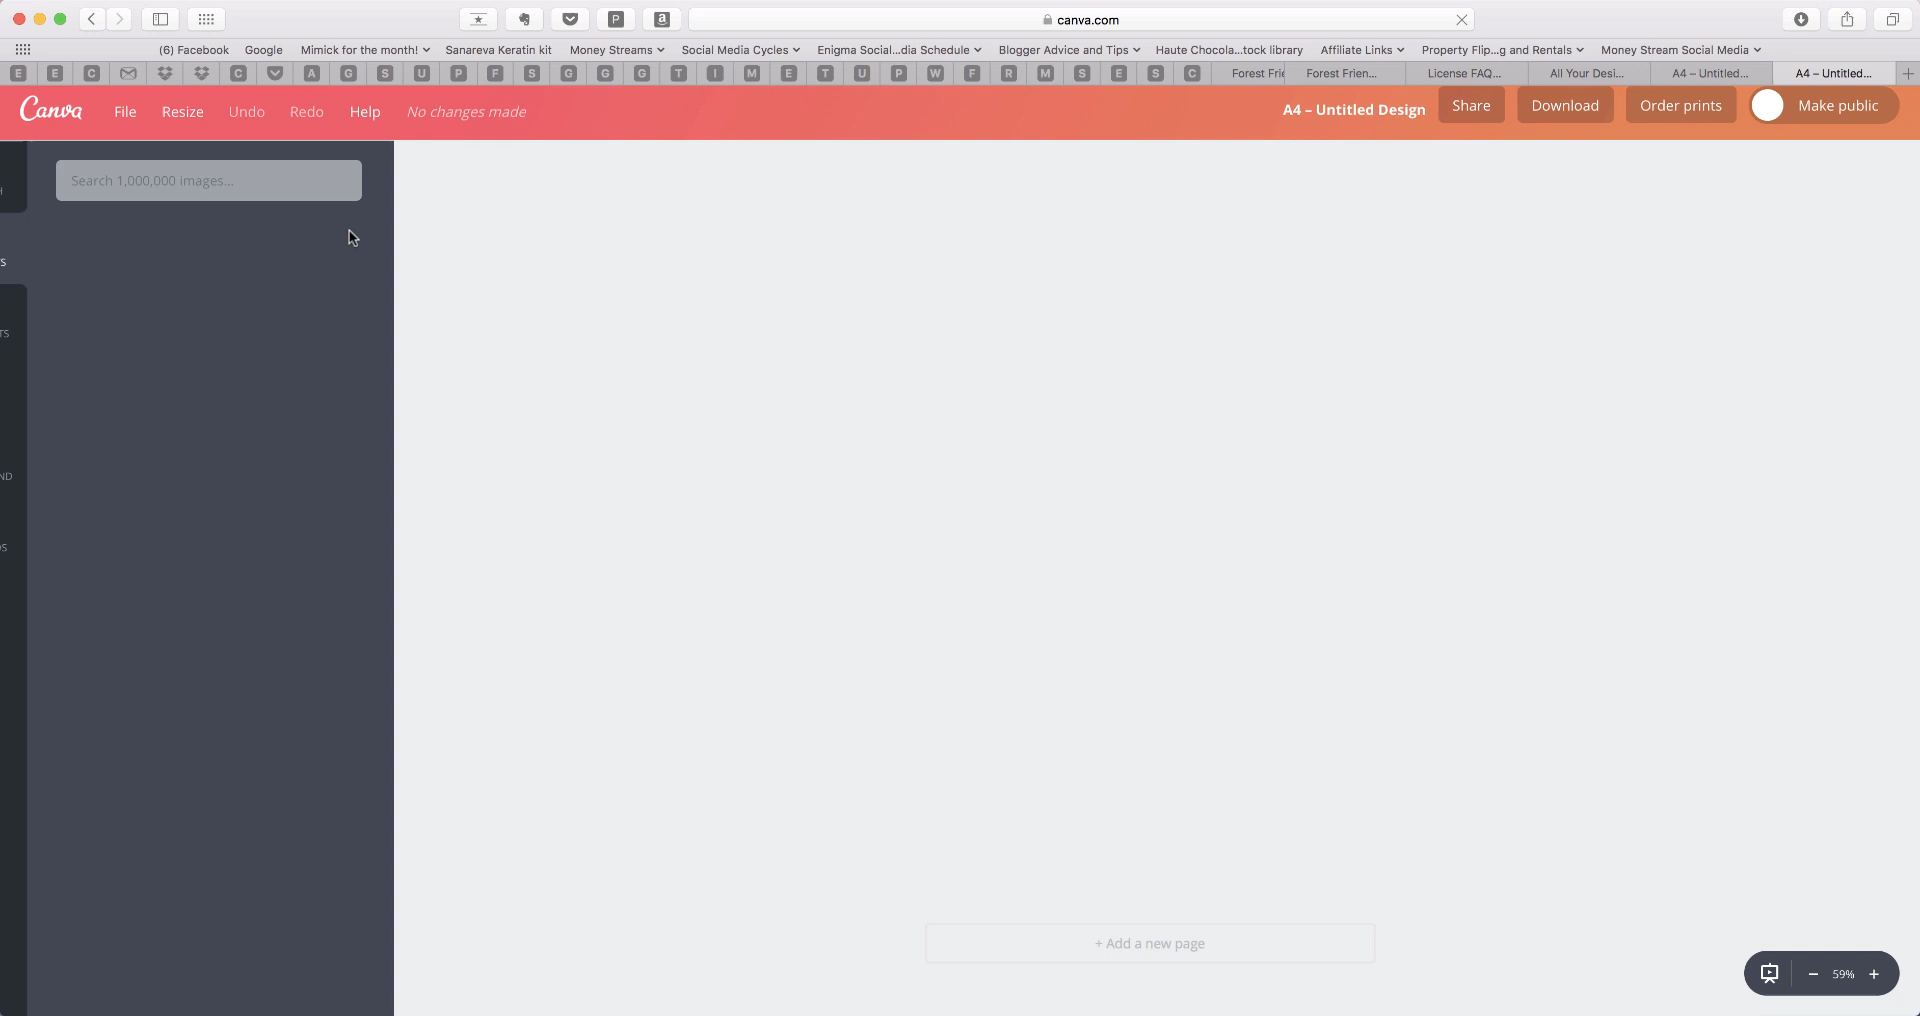 canva.com
(6) Facebook Google Mimick for the month! Sanareva Keratin kit Money Streams Social Media Cycles Enigma Social...dia Schedule Blogger Advice and Tips Haute Chocola...tock library Affiliate Links Property Flip...g and Rentals Money Stream Social Media
E E C C A G S U P F S G G G T I M E T U P W F R M S E S C Forest Frie Forest Frien... License FAQ... All Your Desi... A4 – Untitled... A4 – Untitled...
Canva File Resize Undo Redo Help No changes made A4 – Untitled Design Share Download Order prints Make public
Search 1,000,000 images...
H
TS
TS
ND
DS
+ Add a new page
59%